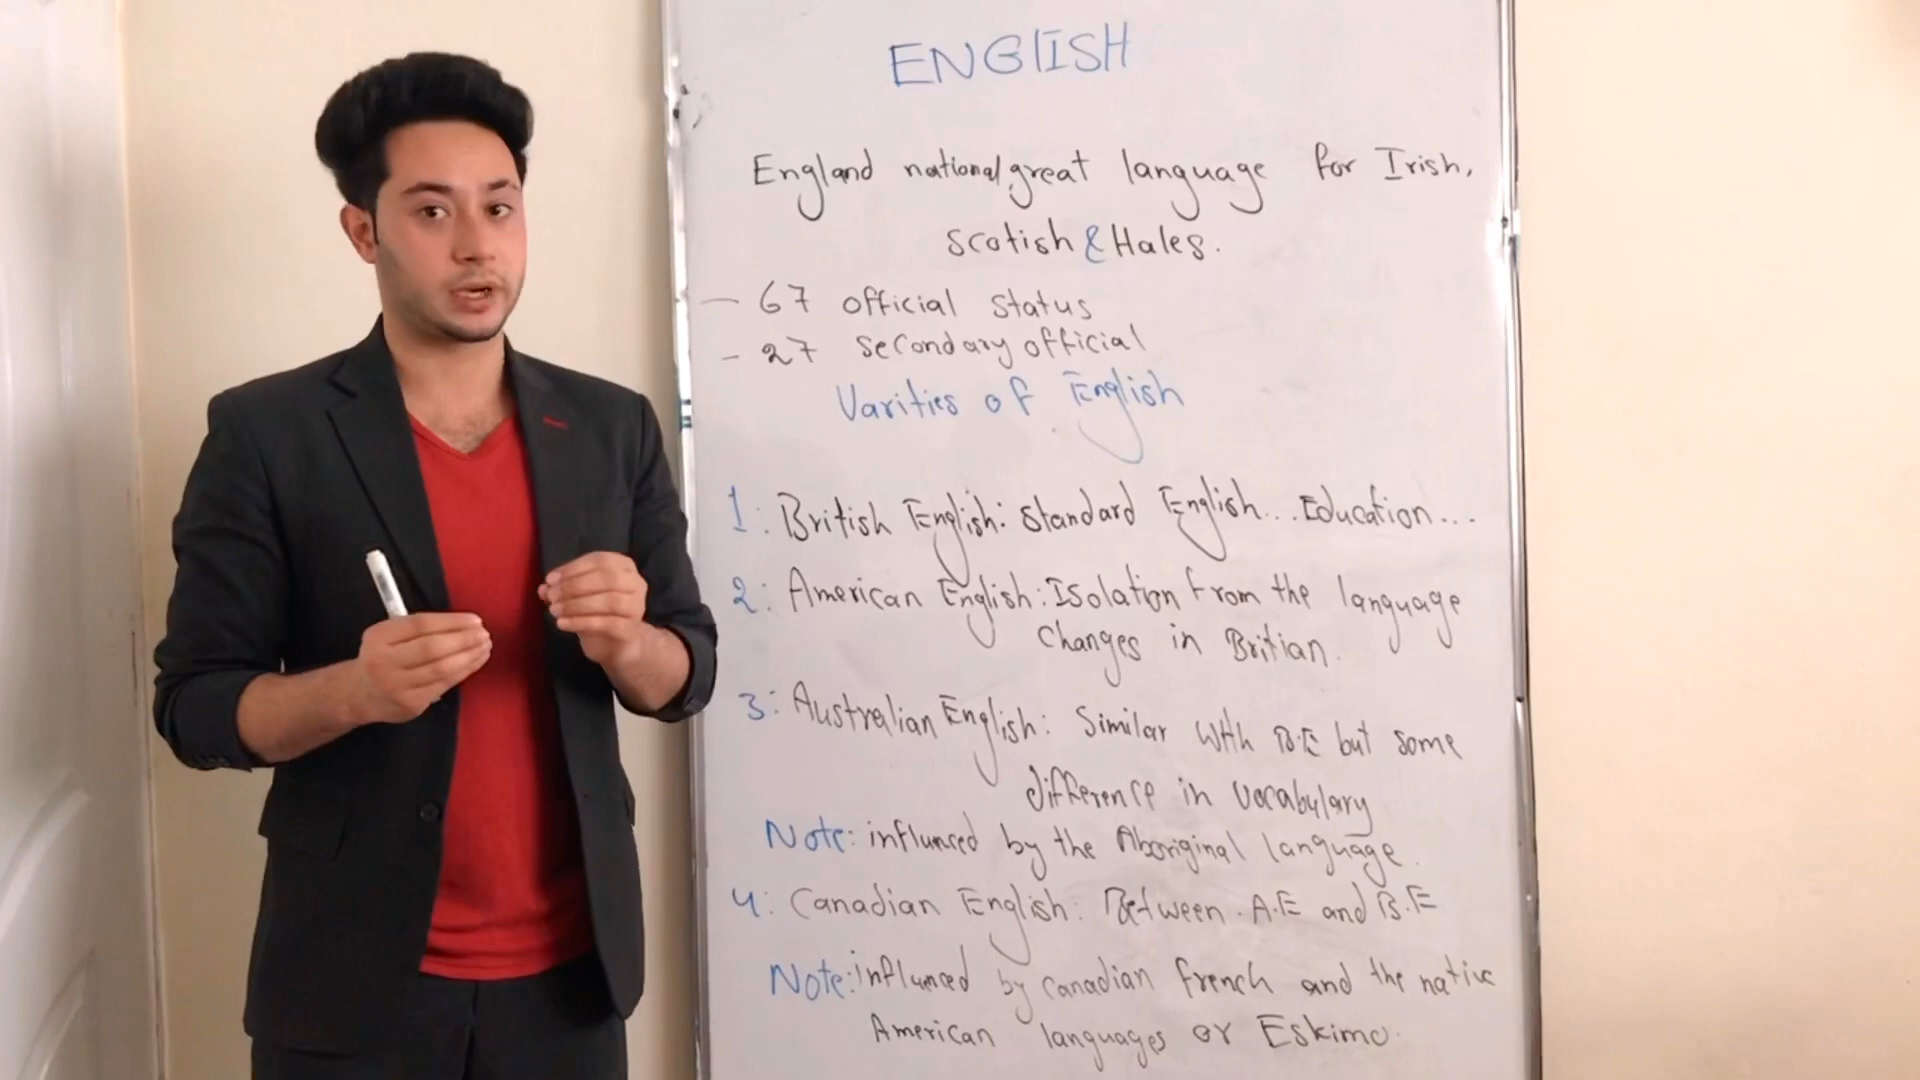 ENGLISH
England national great language for Irish,
Scotish & Hales.
- 67 official status
- 27 secondary official
Varities of English
1: British English: Standard English... Education...
2: American English: Isolation from the language
changes in Britian.
3: Australian English: Similar with B.E but some
difference in vocabulary
Note: influnced by the Aboriginal language.
4: Canadian English: Between A.E and B.E
Note: influnced by Canadian french and the native
American languages or Eskimo.